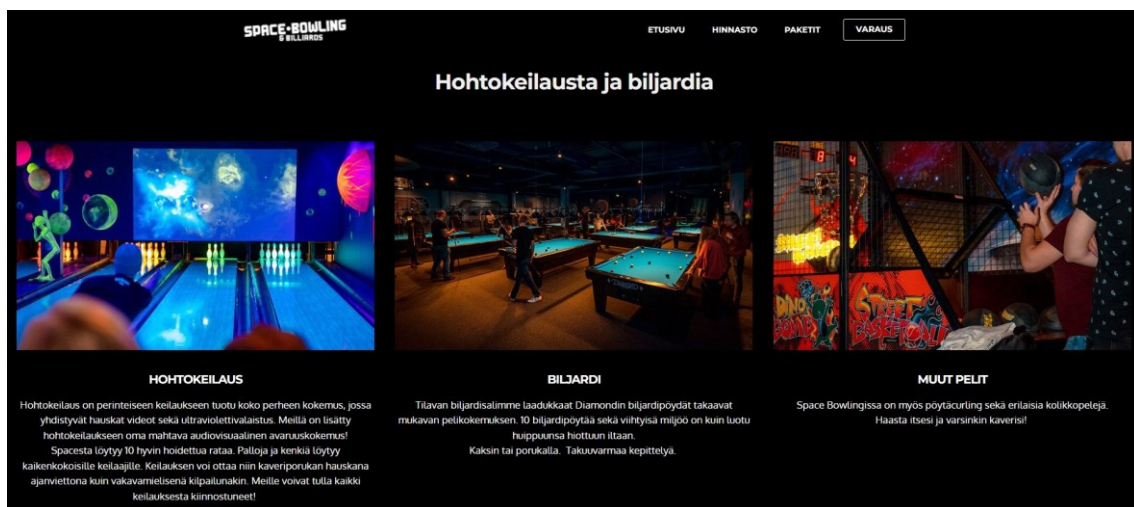 SPACE•BOWLING
& BILLIARDS
ETUSIVU
HINNASTO
PAKETIT
VARAUS
Hohtokeilausta ja biljardia
8 4
DINO
BOMB
STREET
BASKETBALL
HOHTOKEILAUS
Hohtokeilaus on perinteiseen keilaukseen tuotu koko perheen kokemus, jossa
yhdistyvät hauskat videot sekä ultraviolettivalaistus. Meillä on lisätty
hohtokeilaukseen oma mahtava audiovisuaalinen avaruuskokemus!
Spacesta löytyy 10 hyvin hoidettua rataa. Palloja ja kenkiä löytyy
kaikenkokoisille keilaajille. Keilauksen voi ottaa niin kaveriporukan hauskana
ajanviettona kuin vakavamielisenä kilpailunakin. Meille voivat tulla kaikki
keilauksesta kiinnostuneet!
BILJARDI
Tilavan biljardisalimme laadukkaat Diamondin biljardipöydät takaavat
mukavan pelikokemuksen. 10 biljardipöytää sekä viihtyisä miljöö on kuin luotu
huippuunsa hiottuun iltaan.
Kaksin tai porukalla. Takuuvarmaa kepittelyä.
MUUT PELIT
Space Bowlingissa on myös pöytäcurling sekä erilaisia kolikkopelejä.
Haasta itsesi ja varsinkin kaverisi!